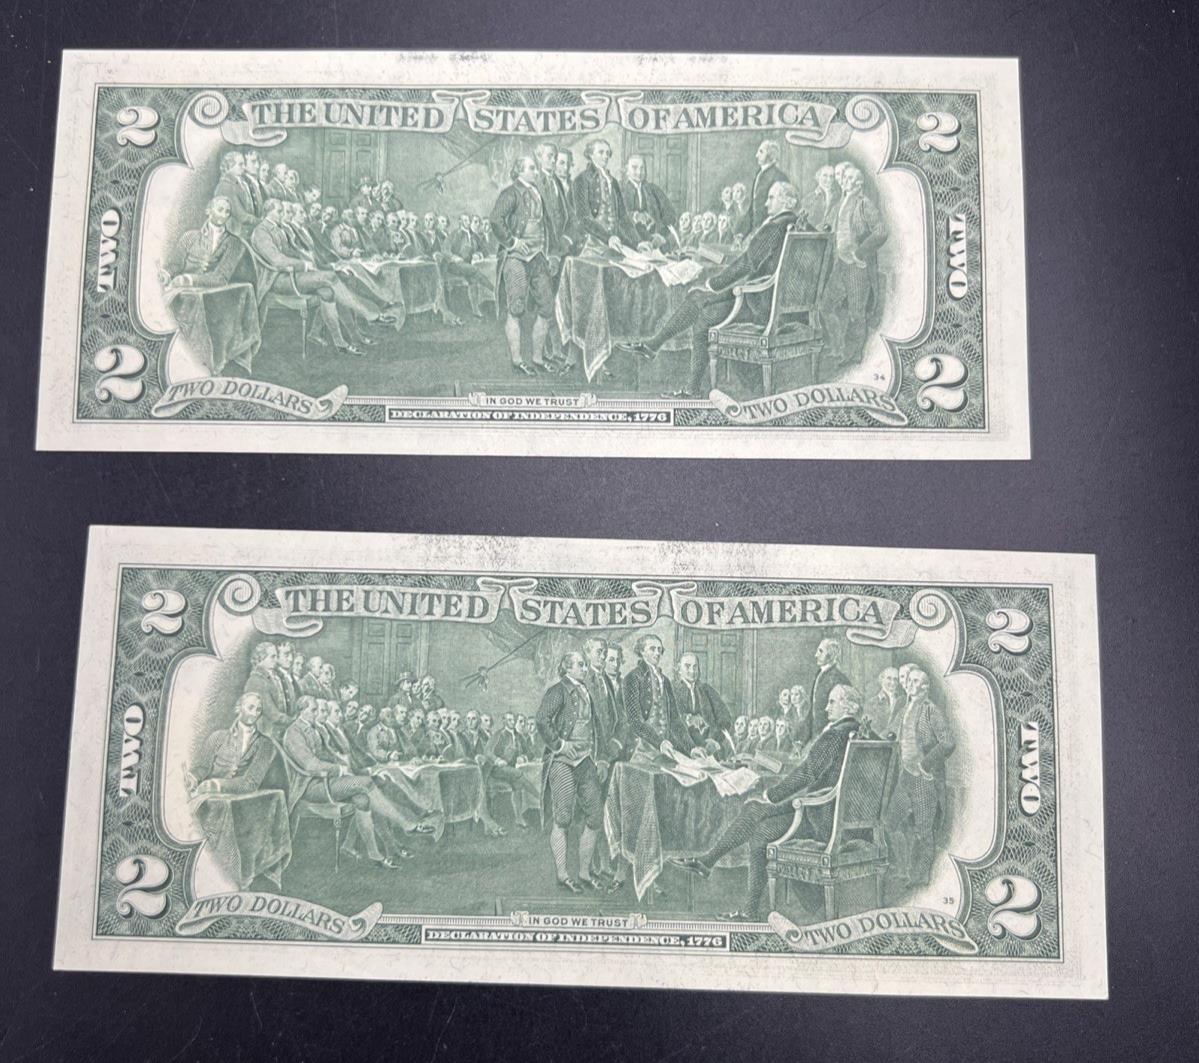 2 THE UNITED STATES OF AMERICA 2
TWO TWO
34
2 TWO DOLLARS IN GOD WE TRUST TWO DOLLARS 2
DECLARATION OF INDEPENDENCE, 1776
2 THE UNITED STATES OF AMERICA 2
TWO TWO
35
2 TWO DOLLARS IN GOD WE TRUST TWO DOLLARS 2
DECLARATION OF INDEPENDENCE, 1776